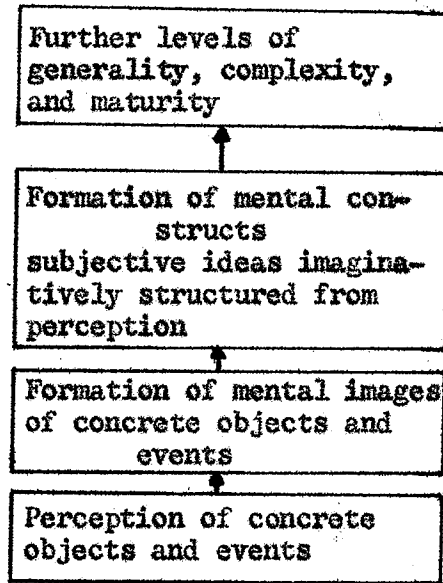 Further levels of
generality, complexity,
and maturity
Formation of mental con-
structs
subjective ideas imagina-
tively structured from
perception
Formation of mental images
of concrete objects and
events
Perception of concrete
objects and events